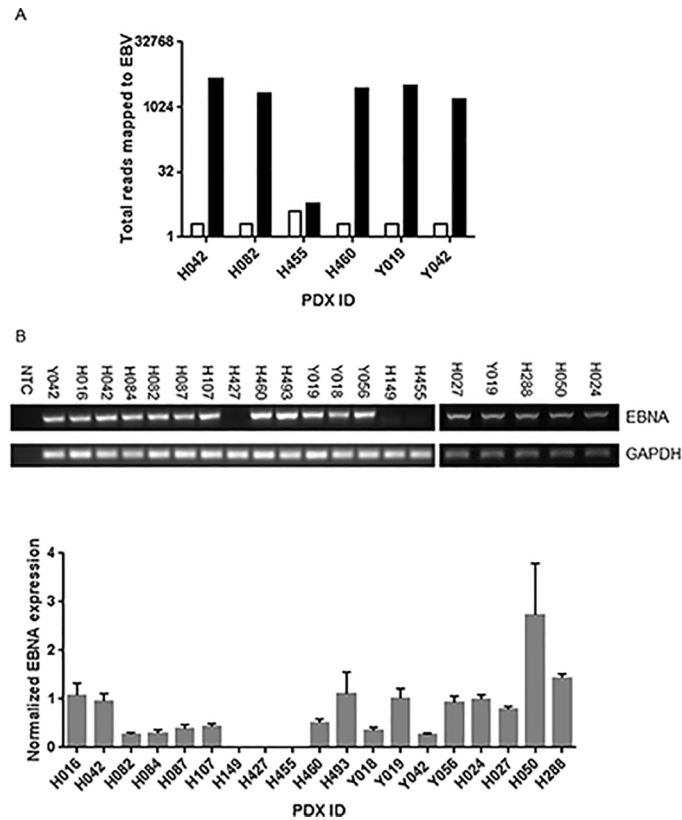 A
Total reads mapped to EBV
32768
1024
32
1
H042 H082 H455 H460 Y019 Y042
PDX ID
B
NTC Y042 H016 H042 H084 H082 H087 H107 H427 H460 H493 Y019 Y018 Y056 H149 H455 H027 Y019 H288 H050 H024
EBNA
GAPDH
Normalized EBNA expression
4
3
2
1
0
H016 H042 H082 H084 H087 H107 H149 H427 H455 H460 H493 Y018 Y019 Y042 Y056 H024 H027 H050 H288
PDX ID